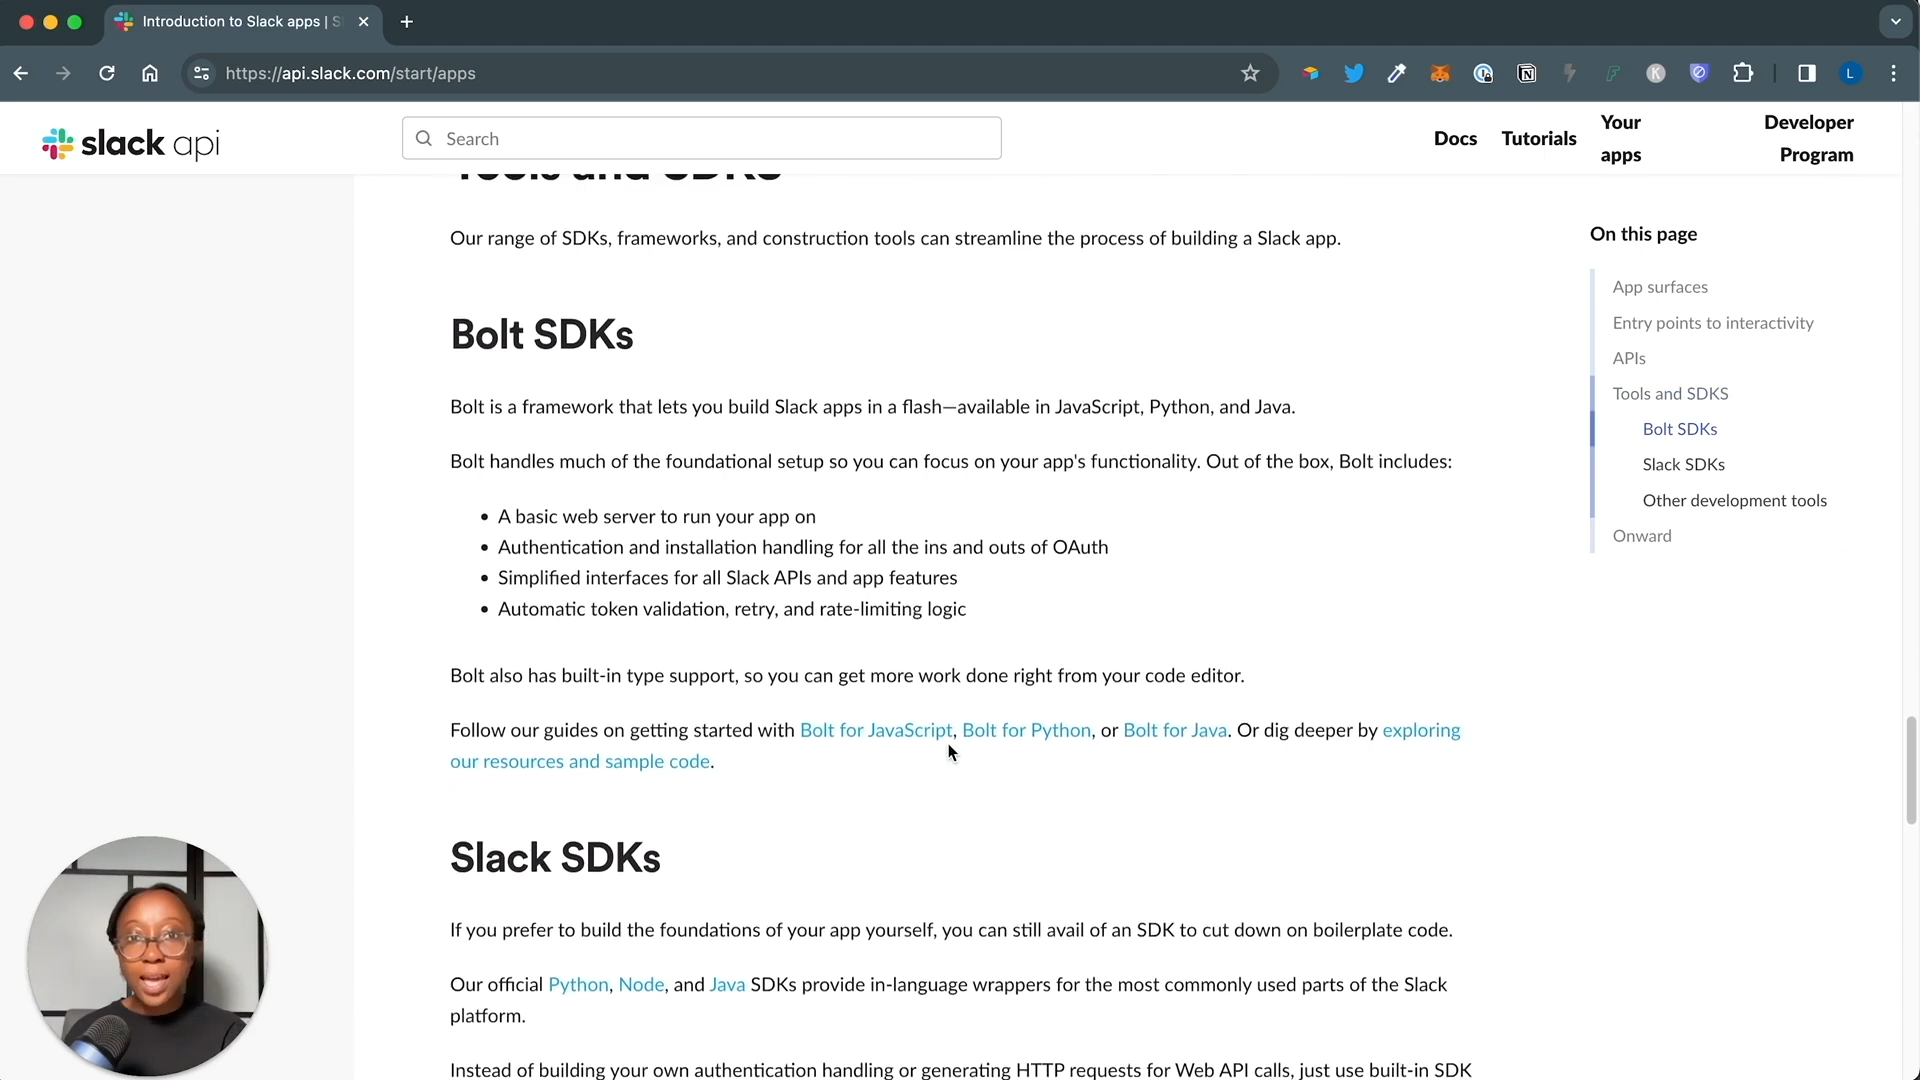 Introduction to Slack apps | S
https://api.slack.com/start/apps
L
slack api
Search
Docs
Tutorials
Your
apps
Developer
Program
Tools and SDKS
Our range of SDKs, frameworks, and construction tools can streamline the process of building a Slack app.
Bolt SDKs
Bolt is a framework that lets you build Slack apps in a flash—available in JavaScript, Python, and Java.
Bolt handles much of the foundational setup so you can focus on your app's functionality. Out of the box, Bolt includes:
• A basic web server to run your app on
• Authentication and installation handling for all the ins and outs of OAuth
• Simplified interfaces for all Slack APIs and app features
• Automatic token validation, retry, and rate-limiting logic
Bolt also has built-in type support, so you can get more work done right from your code editor.
Follow our guides on getting started with Bolt for JavaScript, Bolt for Python, or Bolt for Java. Or dig deeper by exploring
our resources and sample code.
Slack SDKs
If you prefer to build the foundations of your app yourself, you can still avail of an SDK to cut down on boilerplate code.
Our official Python, Node, and Java SDKs provide in-language wrappers for the most commonly used parts of the Slack
platform.
Instead of building your own authentication handling or generating HTTP requests for Web API calls, just use built-in SDK
On this page
App surfaces
Entry points to interactivity
APIs
Tools and SDKS
Bolt SDKs
Slack SDKs
Other development tools
Onward